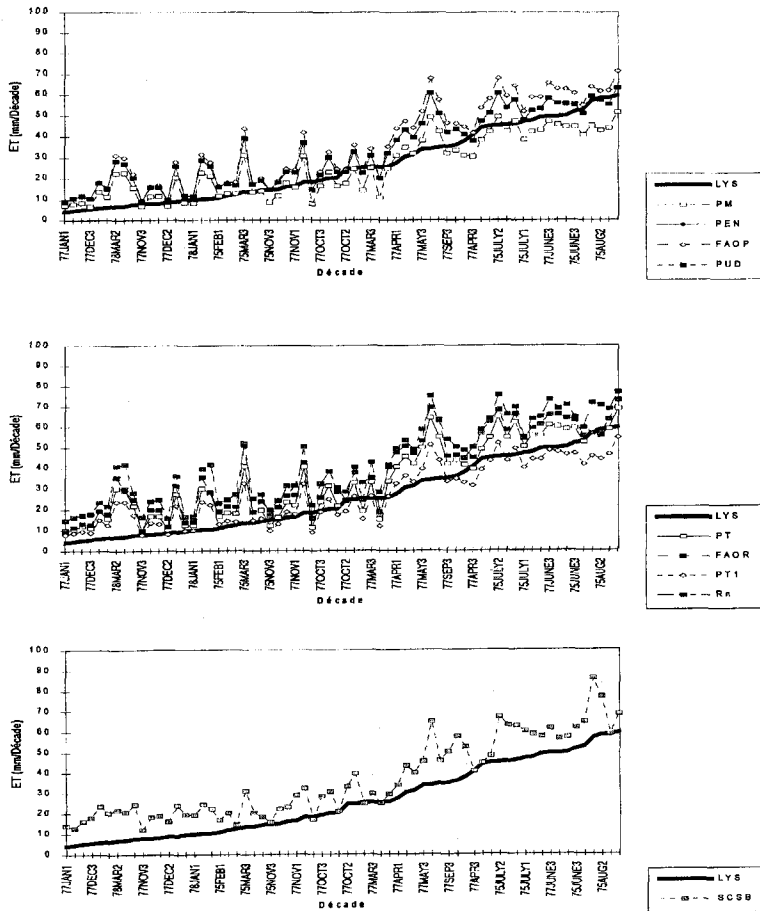 ET (mm/Décade)
100
90
80
70
60
50
40
30
20
10
0
77JAN1
77DEC3
78MAR2
77NOV3
77DEC2
78JAN1
75FEB1
75MAR3
75NOV3
77NOV1
77OCT3
77OCT2
77MAR3
77APR1
77MAY3
77SEP3
77APR3
75JULY2
75JULY1
77JUNE3
75JUNE3
75AUG2
Décade
LYS
PM
PEN
FAOP
PUD
ET (mm/Décade)
100
90
80
70
60
50
40
30
20
10
0
77JAN1
77DEC3
78MAR2
77NOV3
77DEC2
78JAN1
75FEB1
75MAR3
75NOV3
77NOV1
77OCT3
77OCT2
77MAR3
77APR1
77MAY3
77SEP3
77APR3
75JULY2
75JULY1
77JUNE3
75JUNE3
75AUG2
Décade
LYS
PT
FAOR
PT1
Rn
ET (mm/Décade)
100
90
80
70
60
50
40
30
20
10
0
77JAN1
77DEC3
78MAR2
77NOV3
77DEC2
78JAN1
75FEB1
75MAR3
75NOV3
77NOV1
77OCT3
77OCT2
77MAR3
77APR1
77MAY3
77SEP3
77APR3
75JULY2
75JULY1
77JUNE3
75JUNE3
75AUG2
Décade
LYS
SCSB